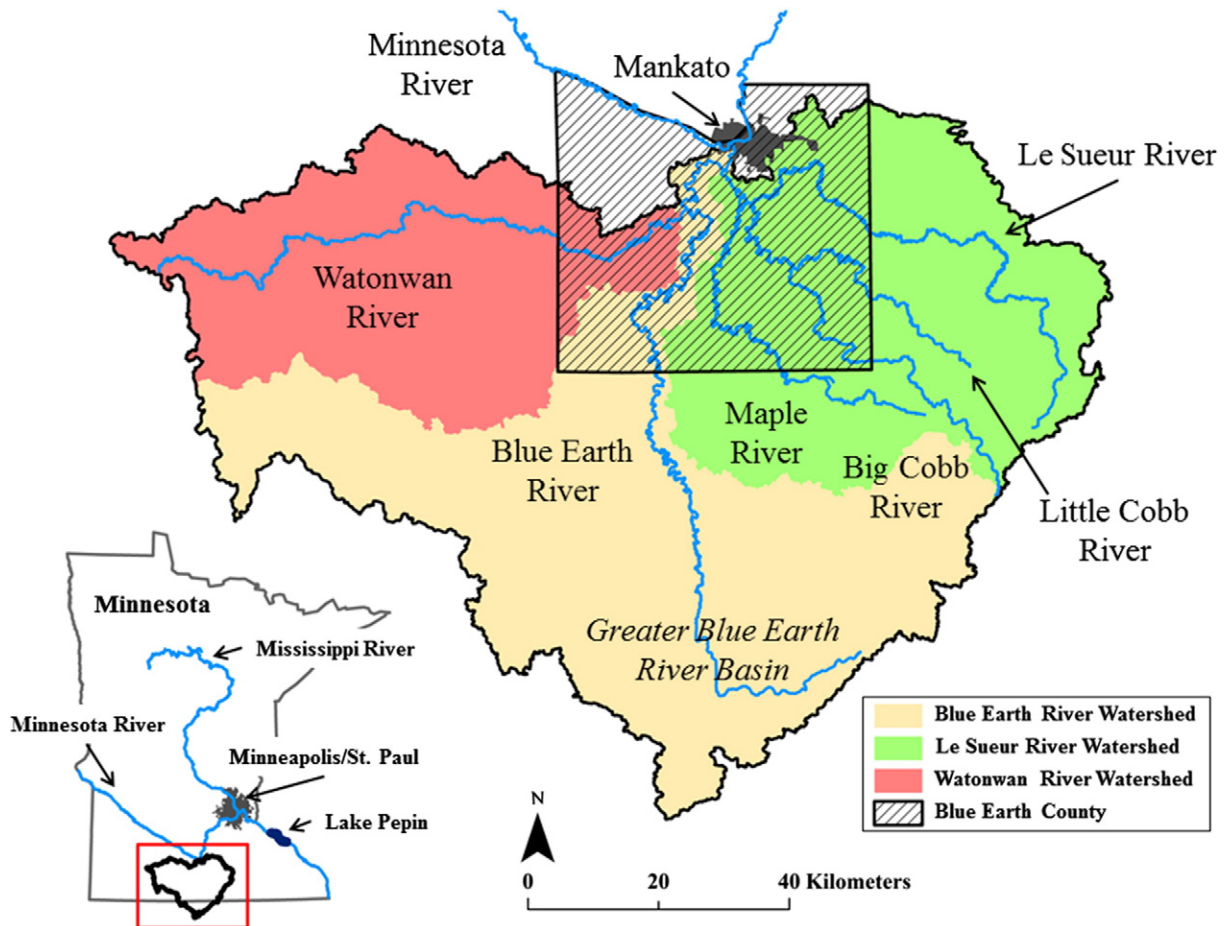 Minnesota
River
Mankato
Le Sueur River
Watonwan
River
Maple
River
Blue Earth
River
Big Cobb
River
Little Cobb
River
Greater Blue Earth
River Basin
Minnesota
Mississippi River
Minnesota River
Minneapolis/St. Paul
Lake Pepin
Blue Earth River Watershed
Le Sueur River Watershed
Watonwan River Watershed
Blue Earth County
N
0 20 40 Kilometers